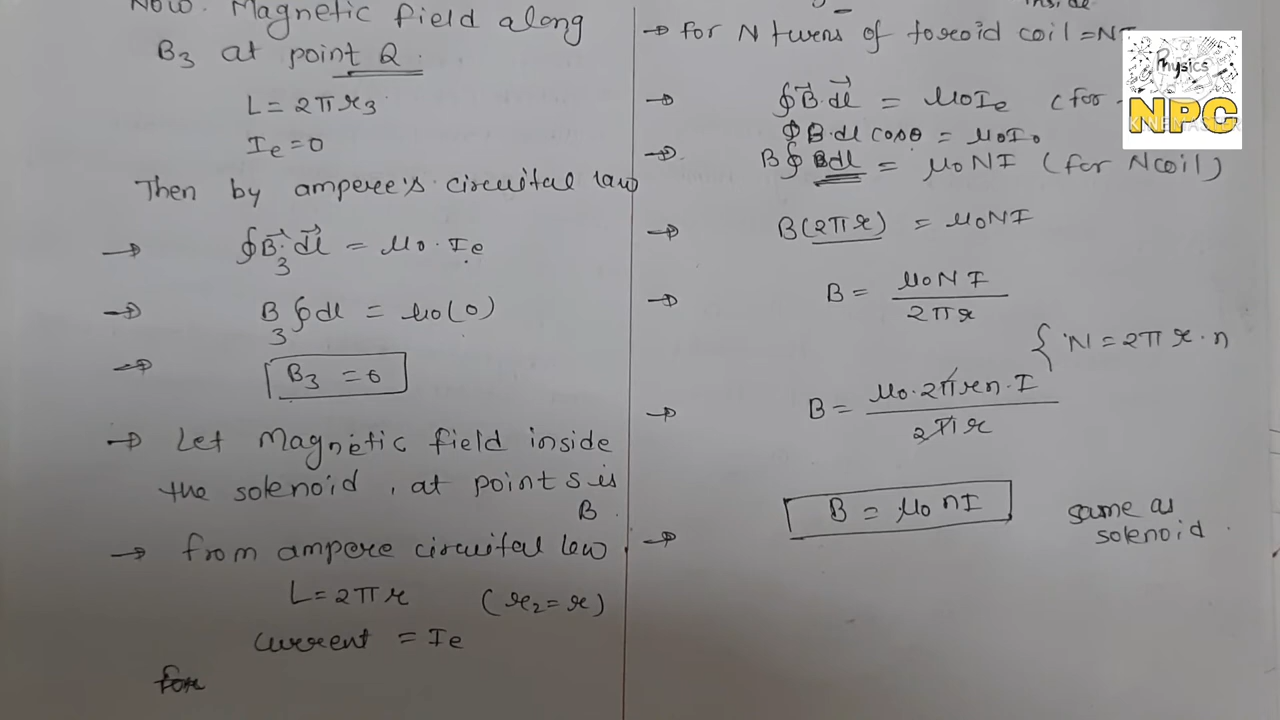 Now. Magnetic field along
B3 at point Q.
L = 2πr3
Ie = 0
Then by ampere's circuital law
→ ∮B3·dl = μ0·Ie
→ B3∮dl = μ0(0)
→ B3 = 0
→ Let Magnetic field inside
the solenoid, at point S is
B.
→ from ampere circuital law
L = 2πr (r2 = r)
current = Ie
inside
→ for N turns of toroid coil = NI
→ ∮B·dl = μ0Ie (for
∮B·dl cosθ = μ0I0
→ B∮Bdl = μ0NI (for N coil)
→ B(2πr) = μ0NI
→ B = μ0NI / 2πr
{ N = 2πr·n
→ B = μ0·2πrn·I / 2πr
→ B = μ0nI same as
solenoid.
Physics
NPC